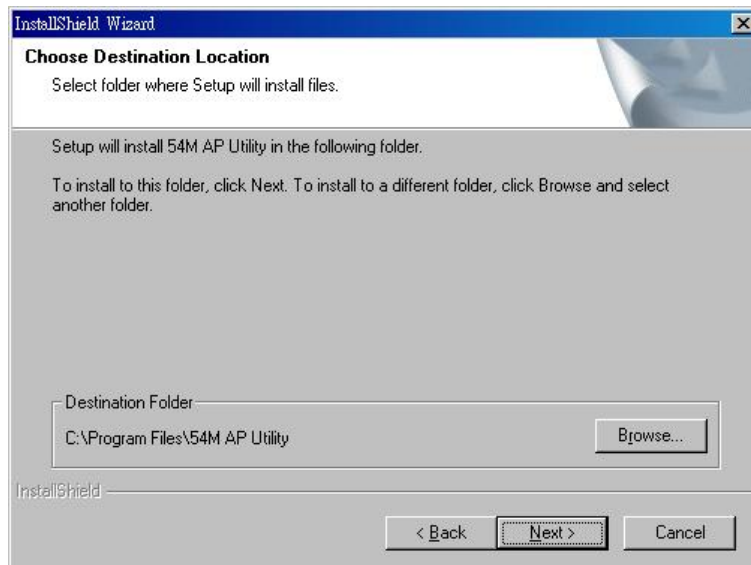 InstallShield Wizard
Choose Destination Location
Select folder where Setup will install files.
Setup will install 54M AP Utility in the following folder.
To install to this folder, click Next. To install to a different folder, click Browse and select
another folder.
Destination Folder
C:\Program Files\54M AP Utility
Browse...
InstallShield
< Back
Next >
Cancel